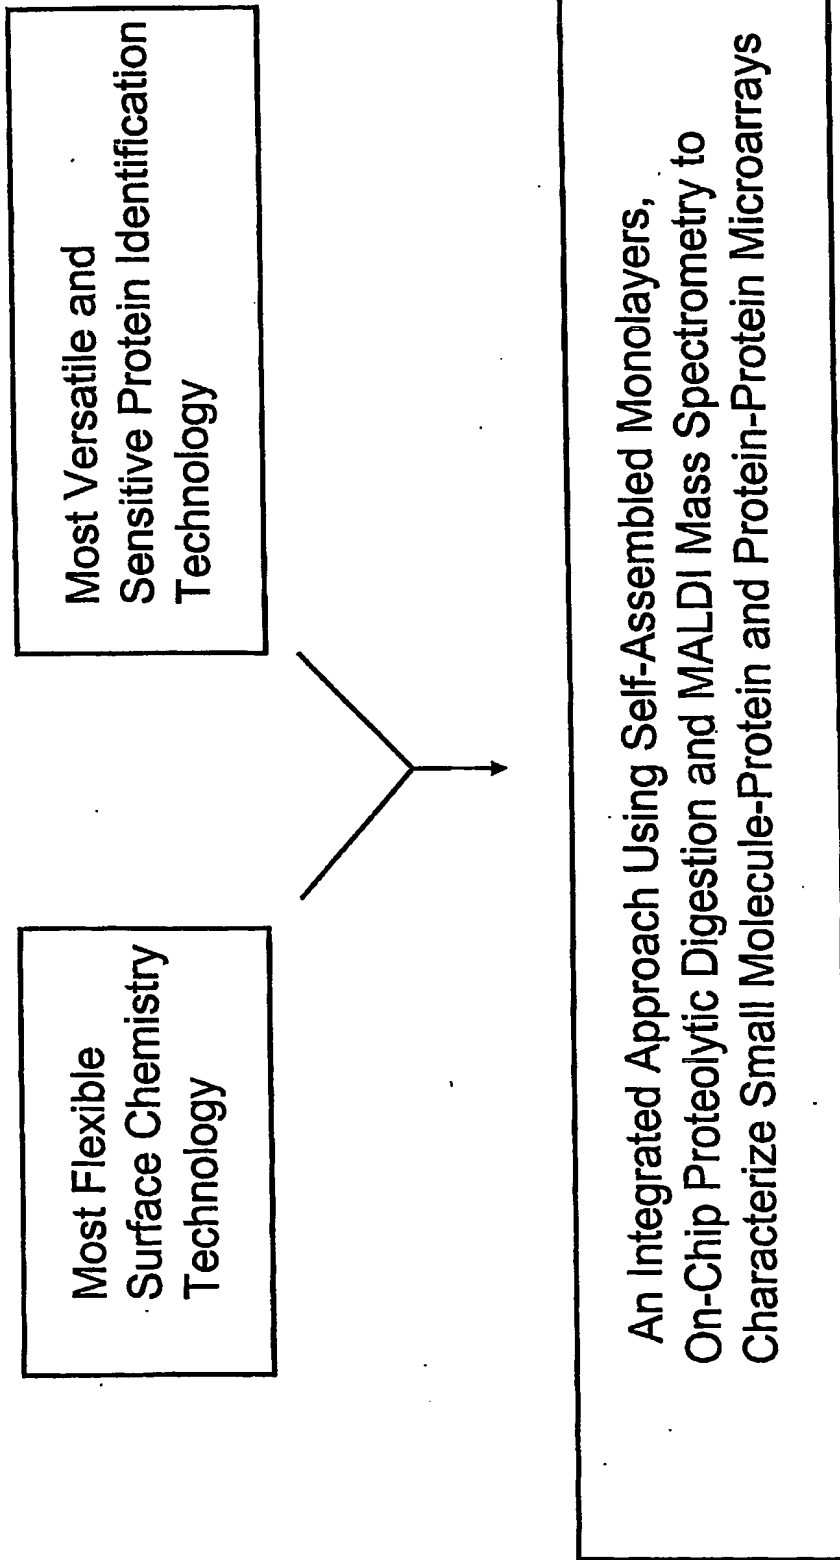 Most Flexible
Surface Chemistry
Technology
Most Versatile and
Sensitive Protein Identification
Technology
An Integrated Approach Using Self-Assembled Monolayers,
On-Chip Proteolytic Digestion and MALDI Mass Spectrometry to
Characterize Small Molecule-Protein and Protein-Protein Microarrays